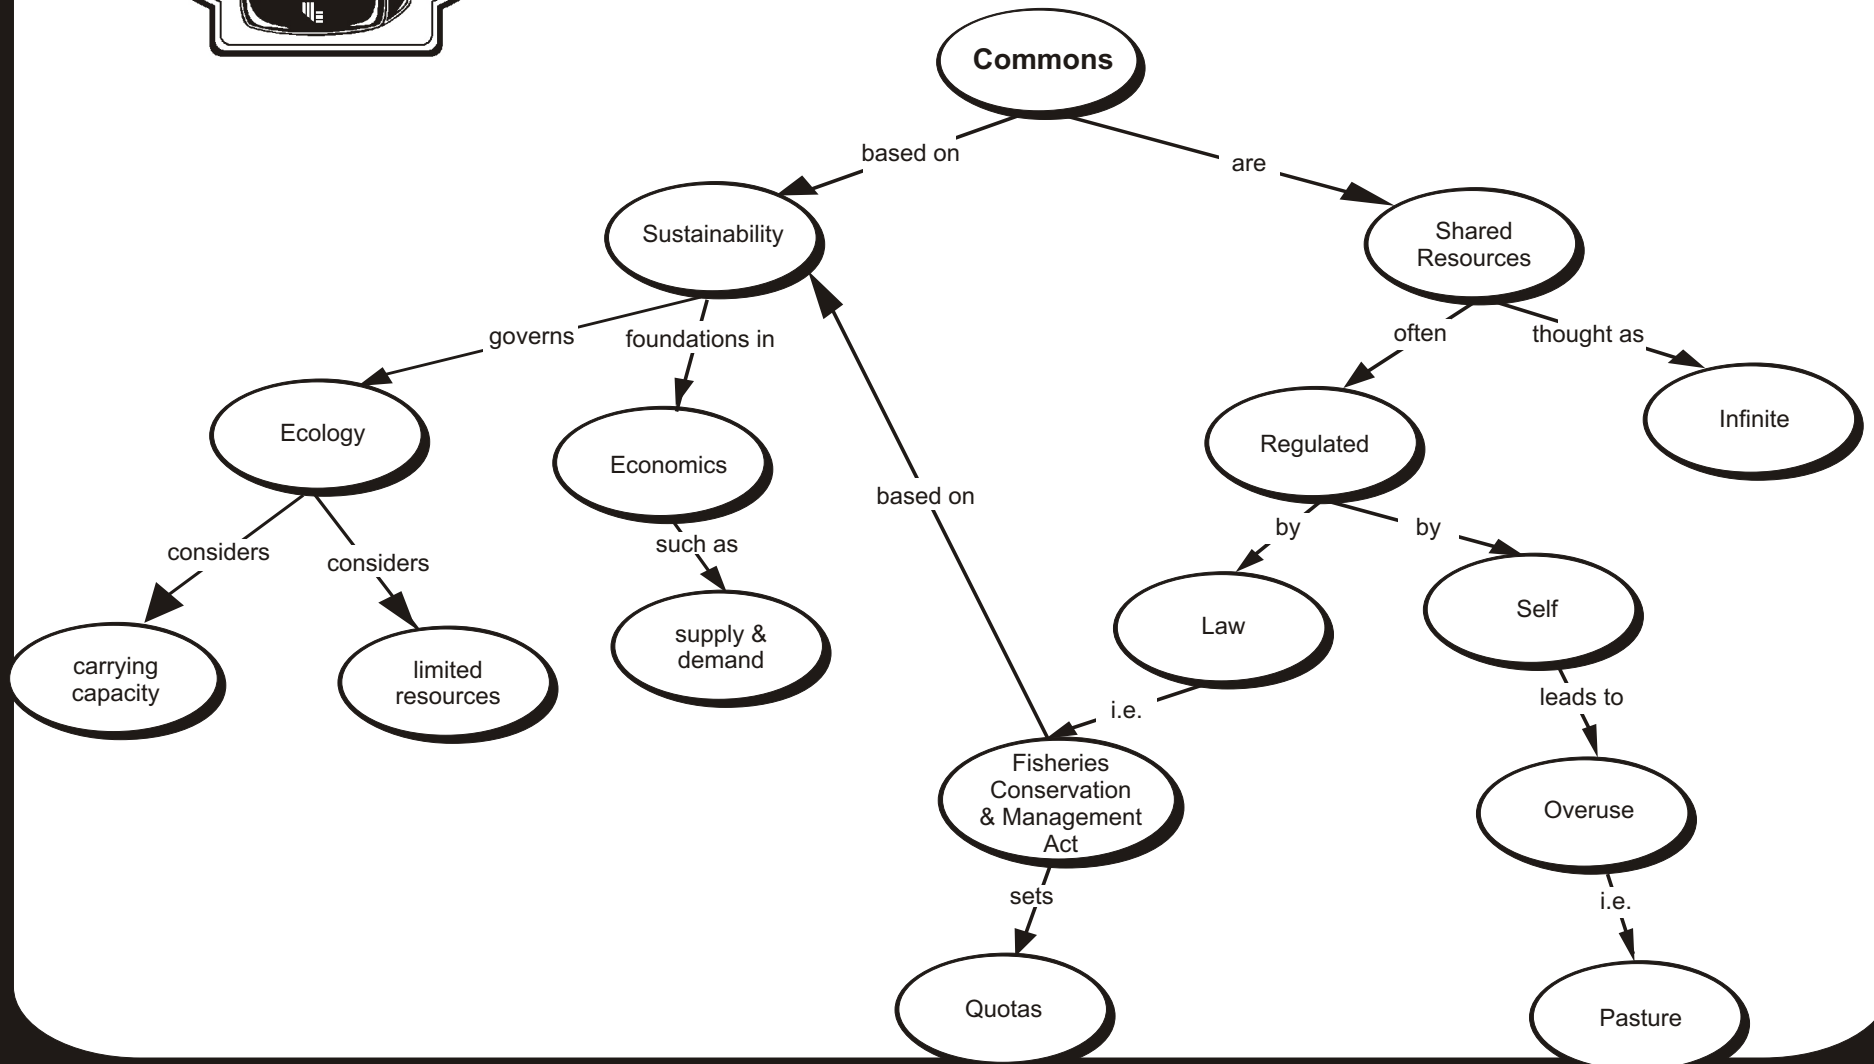 Commons
based on
are
Sustainability
Shared
Resources
governs
foundations in
often
thought as
Ecology
Economics
Regulated
Infinite
based on
considers
considers
such as
by
by
carrying
capacity
limited
resources
supply &
demand
Law
Self
i.e.
leads to
Fisheries
Conservation
& Management
Act
Overuse
sets
i.e.
Quotas
Pasture